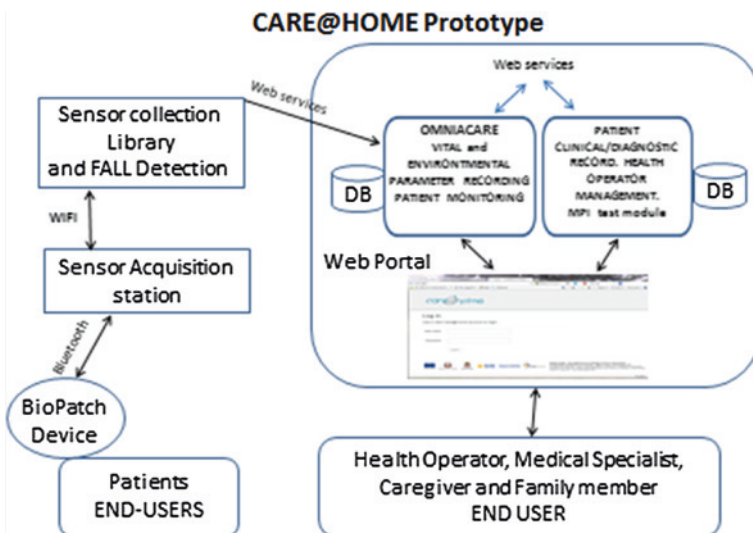 CARE@HOME Prototype
Web services
Web services
Sensor collection
Library
and FALL Detection
OMNIACARE
VITAL and
ENVIRONTMENTAL
PARAMETER RECORDING
PATIENT MONITORING
PATIENT
CLINICAL/DIAGNOSTIC
RECORD. HEALTH
OPERATOR
MANAGEMENT.
MPI test module
DB
DB
WIFI
Sensor Acquisition
station
Web Portal
Bluetooth
BioPatch
Device
Patients
END-USERS
Health Operator, Medical Specialist,
Caregiver and Family member
END USER